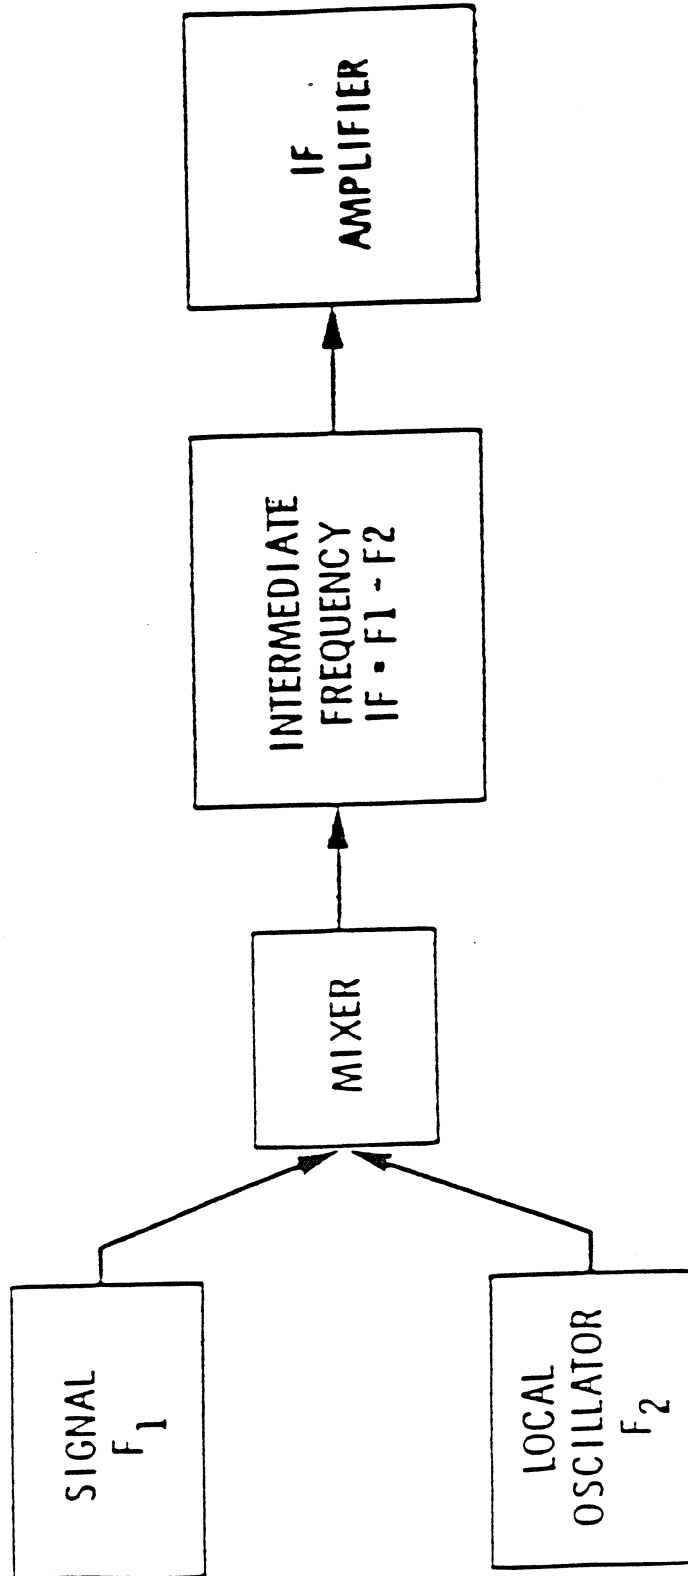 SIGNAL
F1
LOCAL
OSCILLATOR
F2
MIXER
INTERMEDIATE
FREQUENCY
IF = F1 - F2
IF
AMPLIFIER